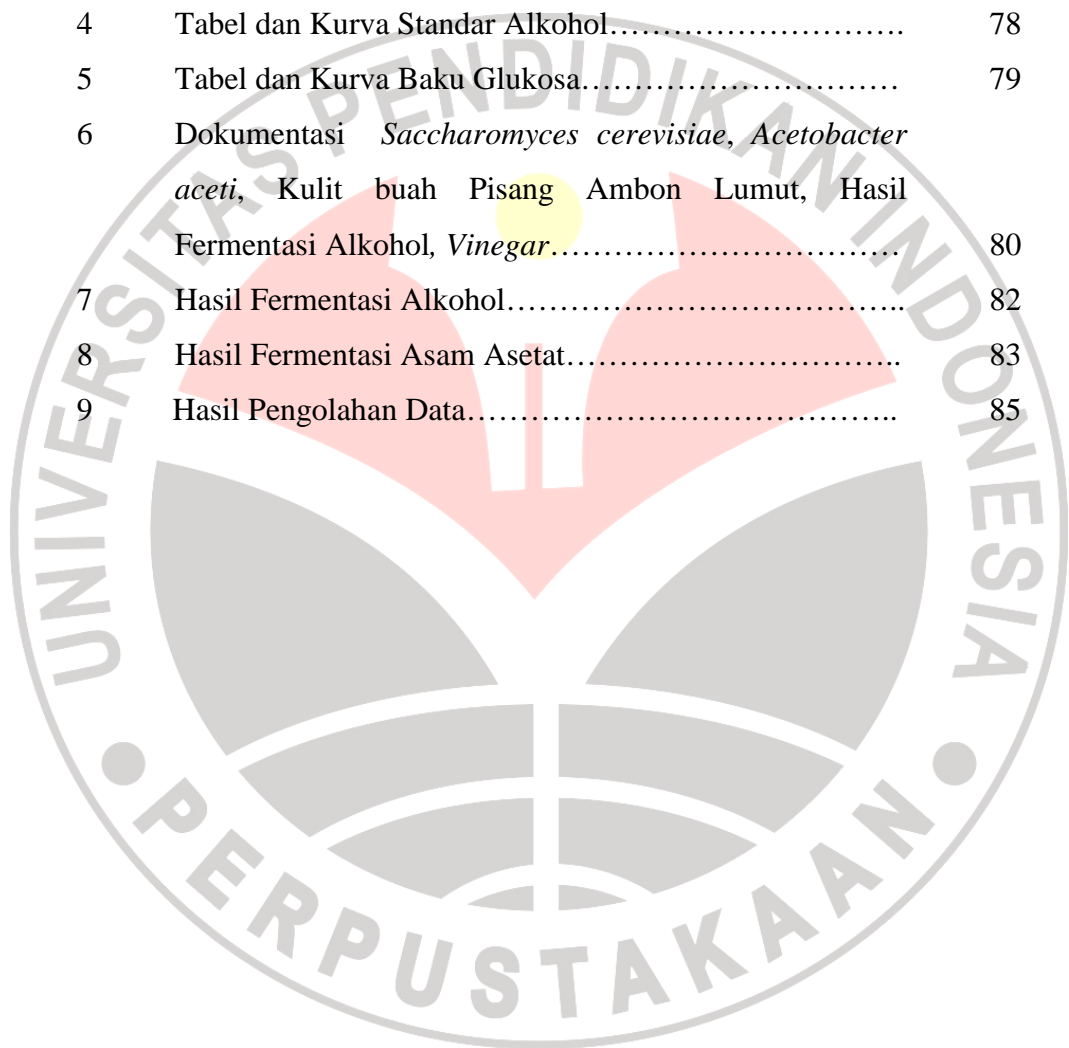 4 Tabel dan Kurva Standar Alkohol………………………. 78
5 Tabel dan Kurva Baku Glukosa………………………… 79
6 Dokumentasi Saccharomyces cerevisiae, Acetobacter
aceti, Kulit buah Pisang Ambon Lumut, Hasil
Fermentasi Alkohol, Vinegar…………………………… 80
7 Hasil Fermentasi Alkohol……………………………….. 82
8 Hasil Fermentasi Asam Asetat………………………….. 83
9 Hasil Pengolahan Data………………………………….. 85
UNIVERSITAS PENDIDIKAN INDONESIA
PERPUSTAKAAN